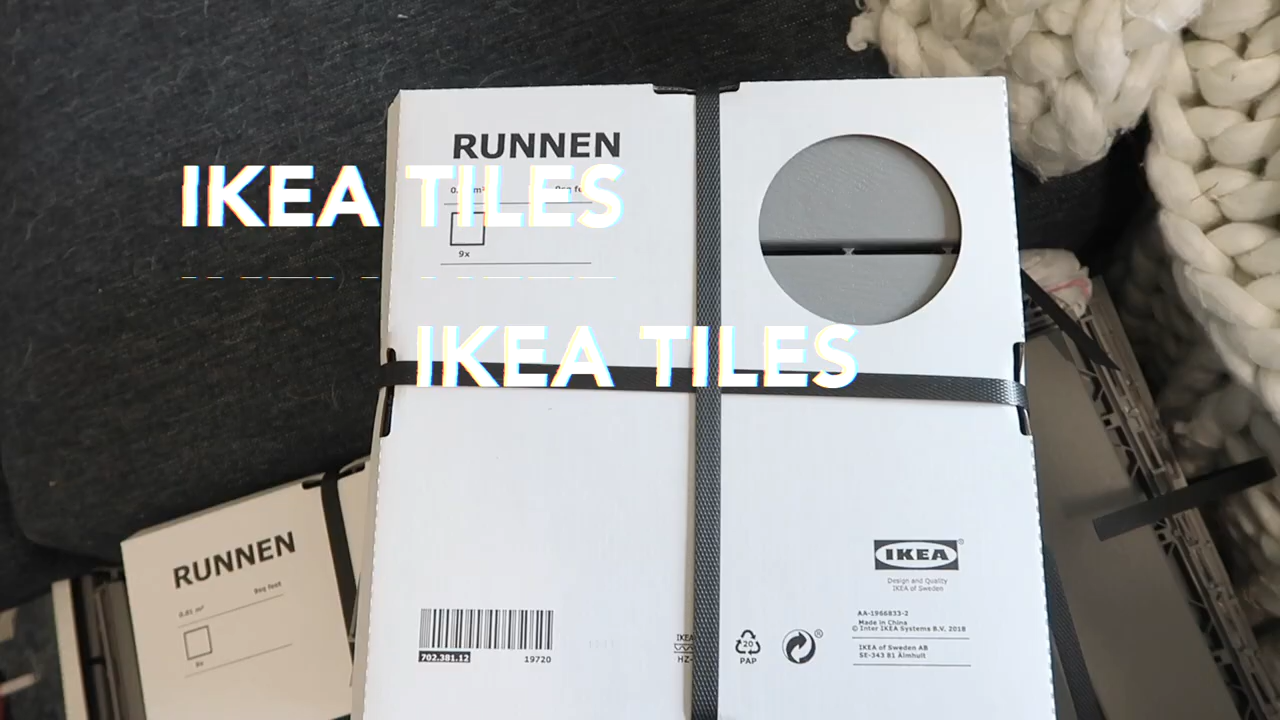 RUNNEN
IKEA TILES
9x
IKEA TILES
IKEA
Design and Quality
IKEA of Sweden
AA-1966833-2
Made in China
© Inter IKEA Systems B.V. 2018
IKEA of Sweden AB
SE-343 81 Älmhult
702.381.12
19720
IKEA
HZ-
20
PAP
RUNNEN
0.81 m²
9sq feet
9x